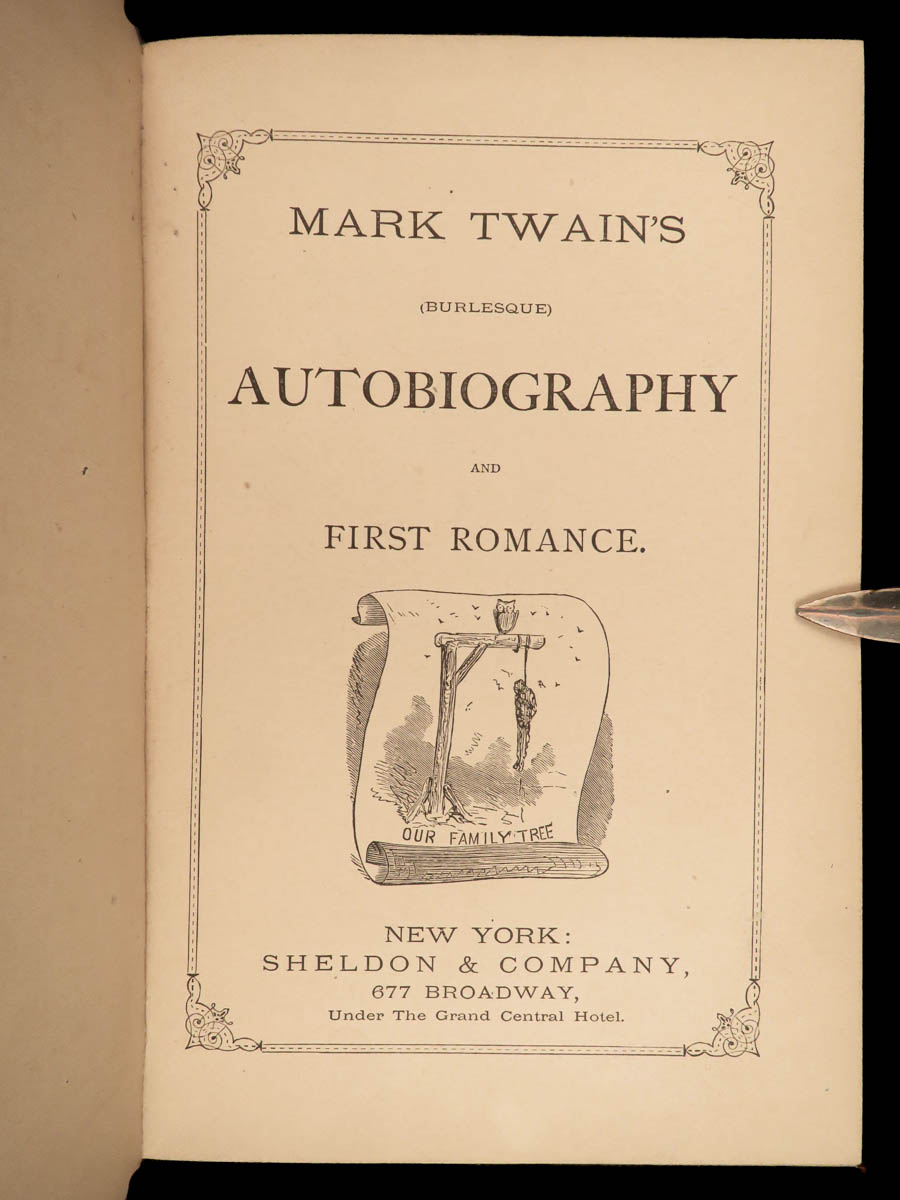 MARK TWAIN'S
(BURLESQUE)
AUTOBIOGRAPHY
AND
FIRST ROMANCE.
OUR FAMILY TREE
NEW YORK:
SHELDON & COMPANY,
677 BROADWAY,
Under The Grand Central Hotel.